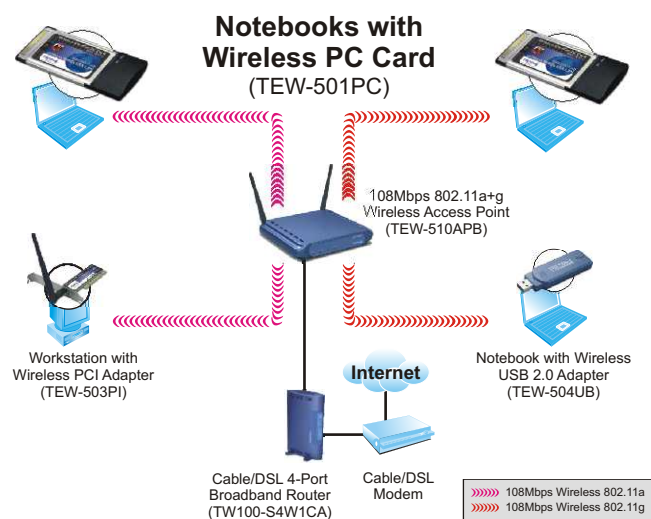 Notebooks with
Wireless PC Card
(TEW-501PC)
108Mbps 802.11a+g
Wireless Access Point
(TEW-510APB)
Workstation with
Wireless PCI Adapter
(TEW-503PI)
Notebook with Wireless
USB 2.0 Adapter
(TEW-504UB)
Internet
Cable/DSL 4-Port
Broadband Router
(TW100-S4W1CA)
Cable/DSL
Modem
108Mbps Wireless 802.11a
108Mbps Wireless 802.11g